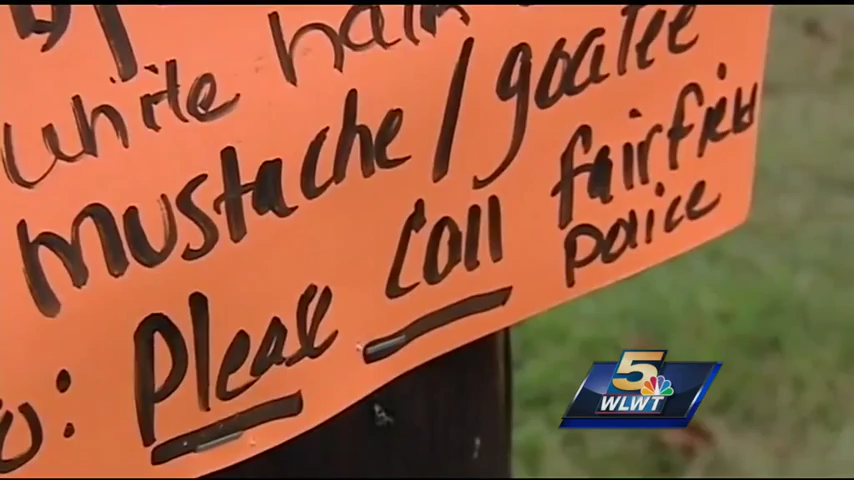 white hair
mustache/goatee
Please Call fairfield
police
5
WLWT